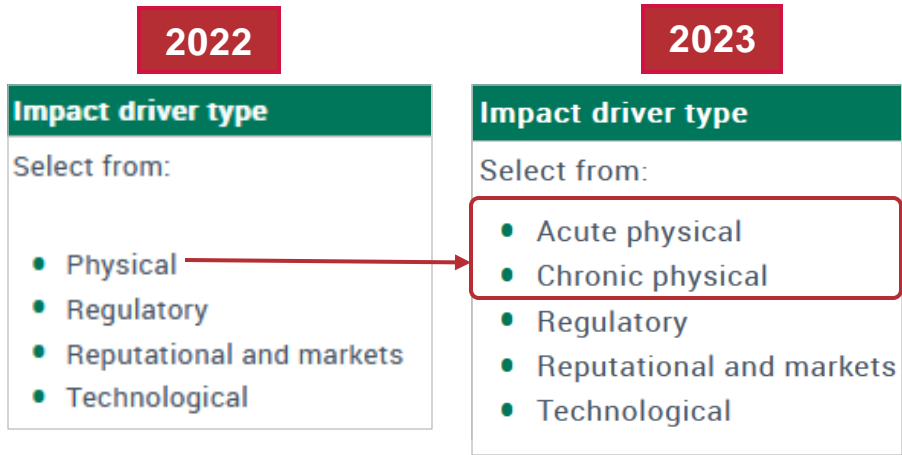 2022
Impact driver type
Select from:
Physical
Regulatory
Reputational and markets
Technological
2023
Impact driver type
Select from:
Acute physical
Chronic physical
Regulatory
Reputational and markets
Technological